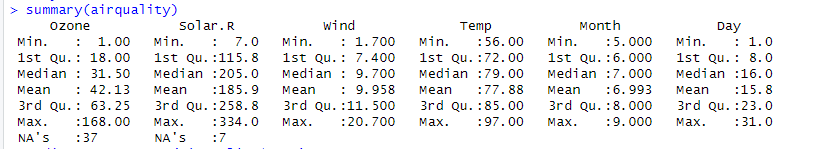 > summary(airquality)
     Ozone           Solar.R           Wind             Temp           Month            Day
 Min.   :  1.00   Min.   :  7.0   Min.   : 1.700   Min.   :56.00   Min.   :5.000   Min.   : 1.0
 1st Qu.: 18.00   1st Qu.:115.8   1st Qu.: 7.400   1st Qu.:72.00   1st Qu.:6.000   1st Qu.: 8.0
 Median : 31.50   Median :205.0   Median : 9.700   Median :79.00   Median :7.000   Median :16.0
 Mean   : 42.13   Mean   :185.9   Mean   : 9.958   Mean   :77.88   Mean   :6.993   Mean   :15.8
 3rd Qu.: 63.25   3rd Qu.:258.8   3rd Qu.:11.500   3rd Qu.:85.00   3rd Qu.:8.000   3rd Qu.:23.0
 Max.   :168.00   Max.   :334.0   Max.   :20.700   Max.   :97.00   Max.   :9.000   Max.   :31.0
 NA's   :37       NA's   :7